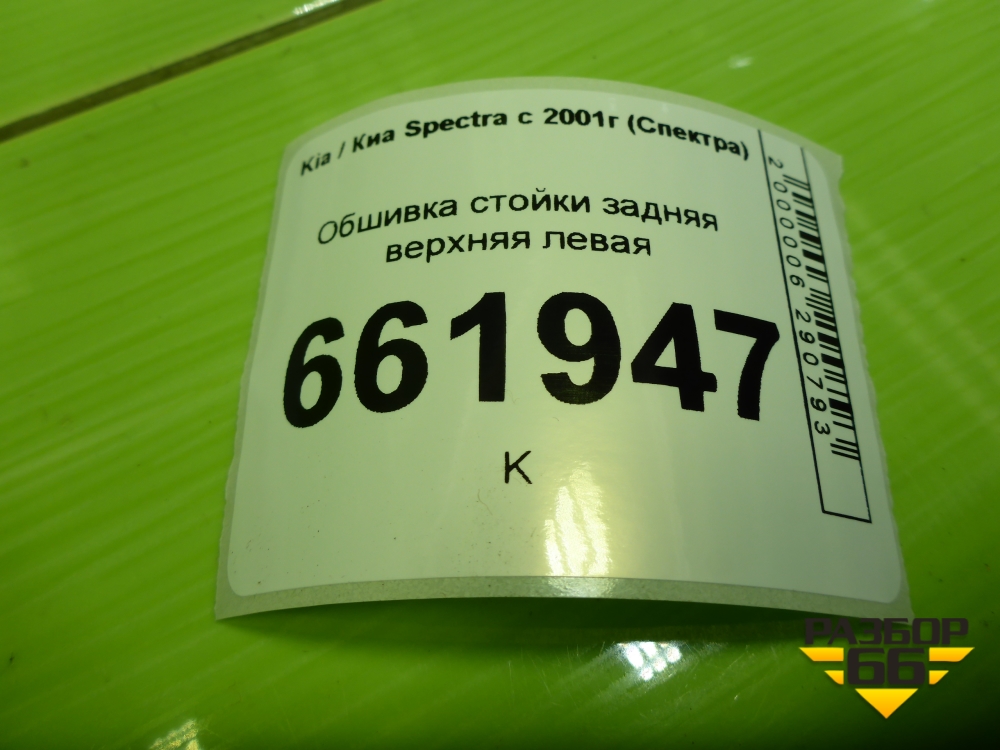 Kia / Киа Spectra с 2001г (Спектра)
Обшивка стойки задняя
верхняя левая
661947
К
2000006290793
РАЗБОР
66